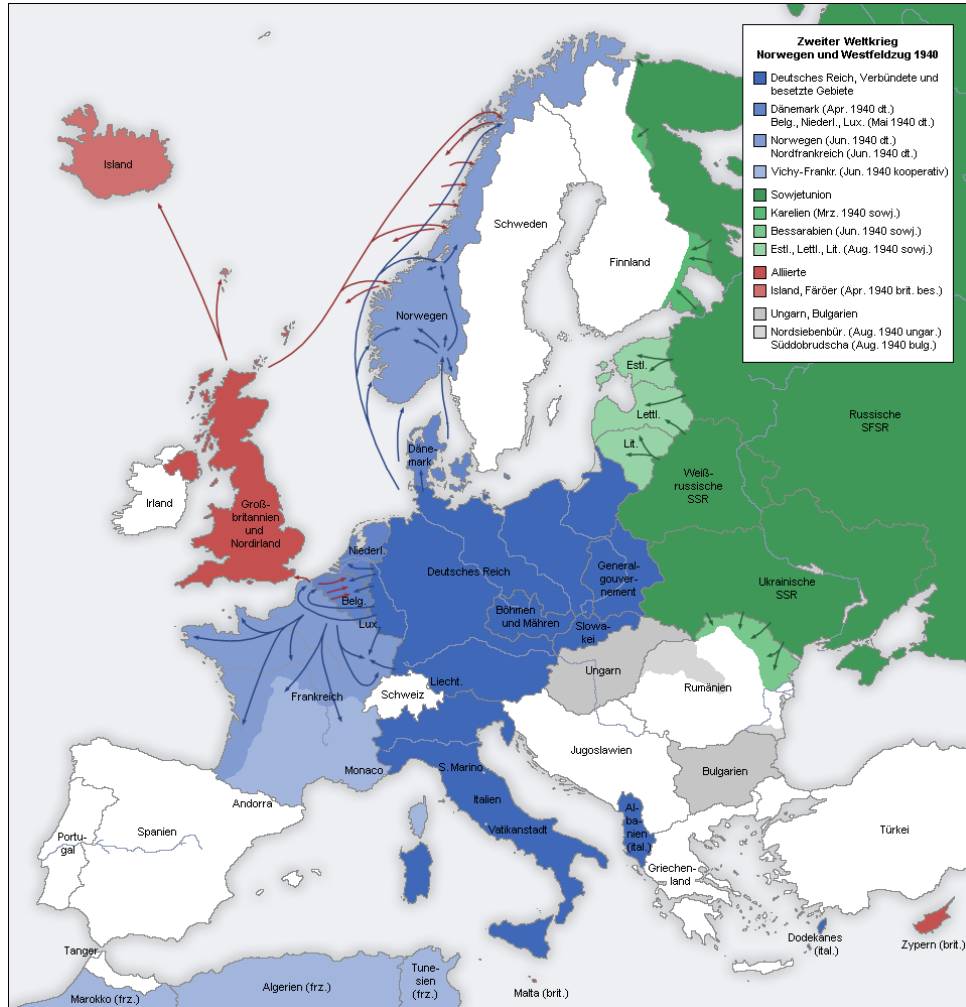 Zweiter Weltkrieg
Norwegen und Westfeldzug 1940
Deutsches Reich, Verbündete und
besetzte Gebiete
Dänemark (Apr. 1940 dt.)
Belg., Niederl., Lux. (Mai 1940 dt.)
Norwegen (Jun. 1940 dt.)
Nordfrankreich (Jun. 1940 dt.)
Vichy-Frankr. (Jun. 1940 kooperativ)
Sowjetunion
Karelien (Mrz. 1940 sowj.)
Bessarabien (Jun. 1940 sowj.)
Estl., Lettl., Lit. (Aug. 1940 sowj.)
Alliierte
Island, Färöer (Apr. 1940 brit. bes.)
Ungarn, Bulgarien
Nordsiebenbür. (Aug. 1940 ungar.)
Süddobrudscha (Aug. 1940 bulg.)
Island
Schweden
Finnland
Norwegen
Estl.
Lettl.
Lit.
Russische
SFSR
Däne-
mark
Weiß-
russische
SSR
Irland
Groß-
britannien
und
Nordirland
Niederl.
Deutsches Reich
General-
gouver-
nement
Ukrainische
SSR
Belg.
Böhmen
und Mähren
Slowa-
kei
Lux.
Liecht.
Schweiz
Ungarn
Rumänien
Frankreich
Jugoslawien
Monaco
S. Marino
Bulgarien
Andorra
Italien
Vatikanstadt
Al-
banien
(ital.)
Portu-
gal
Spanien
Türkei
Griechen-
land
Dodekanes
(ital.)
Zypern (brit.)
Tanger
Marokko (frz.)
Algerien (frz.)
Tune-
sien
(frz.)
Malta (brit.)